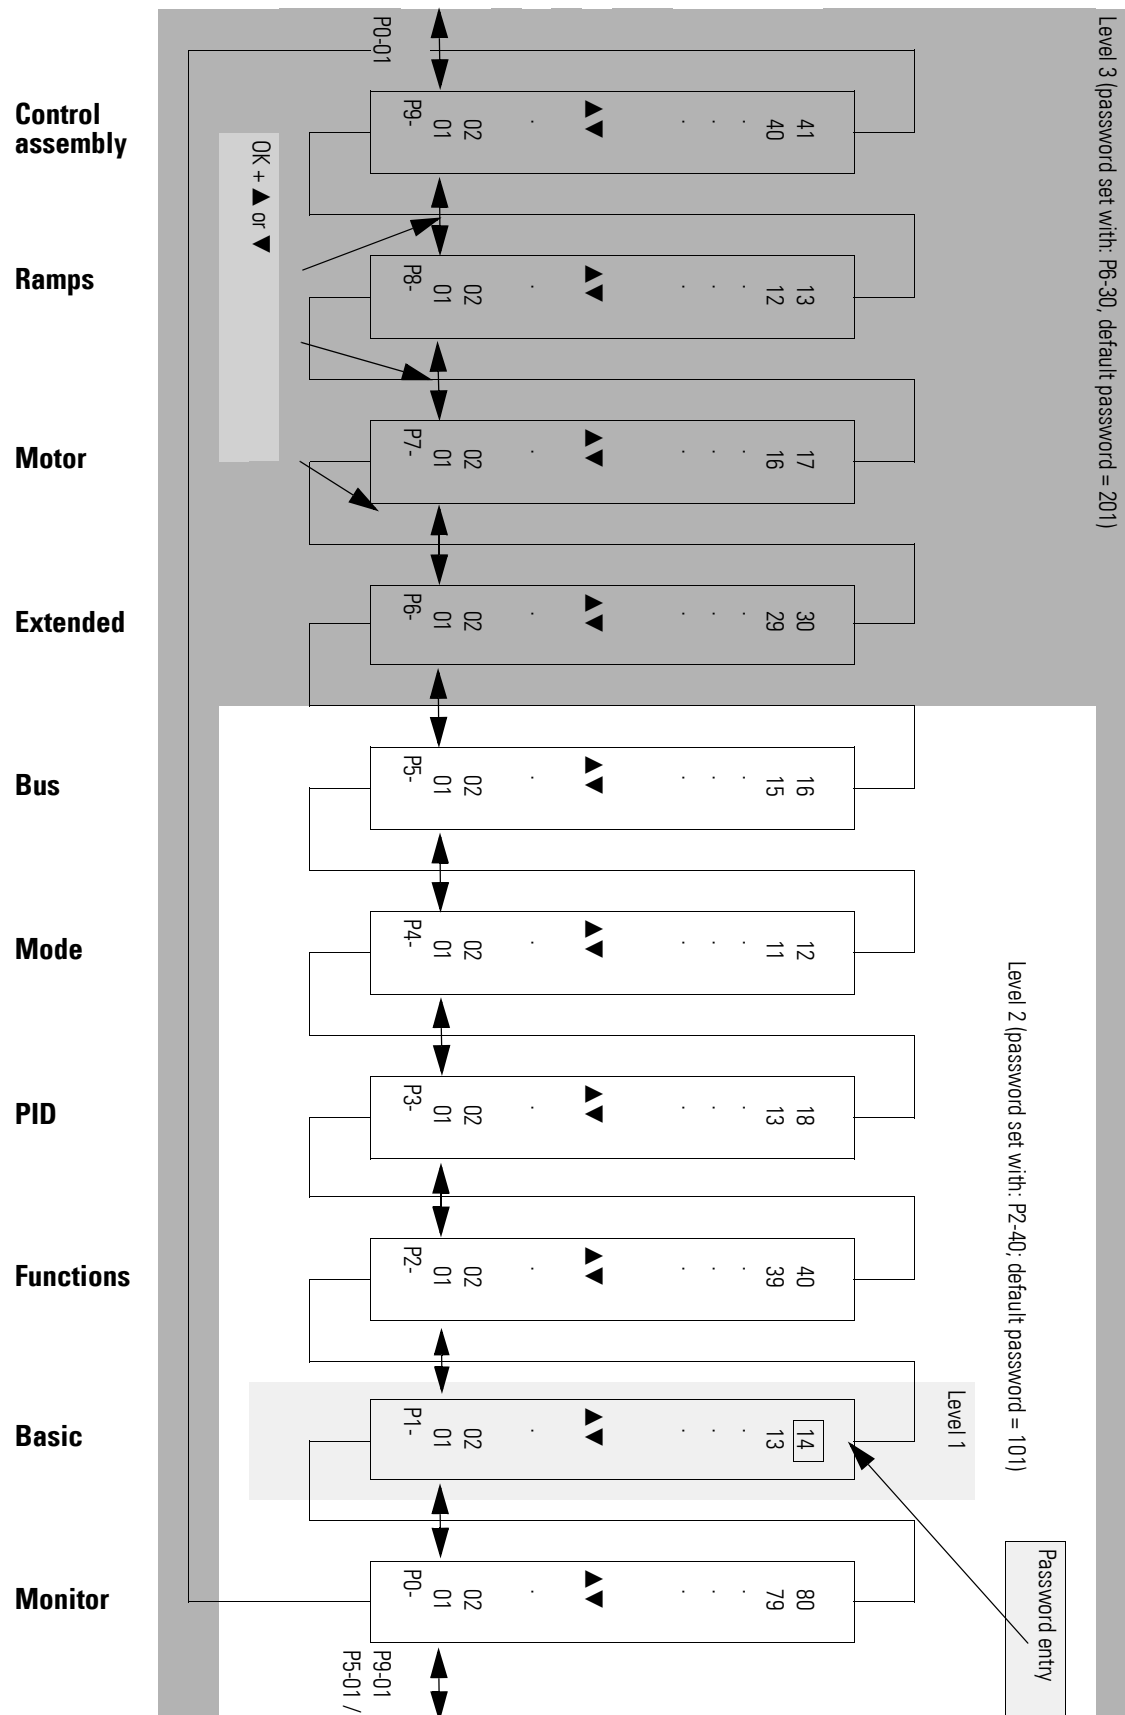 Level 3 (password set with: P6-30, default password = 201)
P0-01
Control
assembly
P9- 01 02 . ▲▼ . . . 40 41
OK + ▲ or ▼
Ramps
P8- 01 02 . ▲▼ . . . 12 13
Motor
P7- 01 02 . ▲▼ . . . 16 17
Extended
P6- 01 02 . ▲▼ . . . 29 30
Bus
P5- 01 02 . ▲▼ . . . 15 16
Mode
P4- 01 02 . ▲▼ . . . 11 12
Level 2 (password set with: P2-40; default password = 101)
PID
P3- 01 02 . ▲▼ . . . 13 18
Functions
P2- 01 02 . ▲▼ . . . 39 40
Level 1
Basic
P1- 01 02 . ▲▼ . . . 13 14
Password entry
Monitor
P0- 01 02 . ▲▼ . . . 79 80
P5-01 /
P9-01